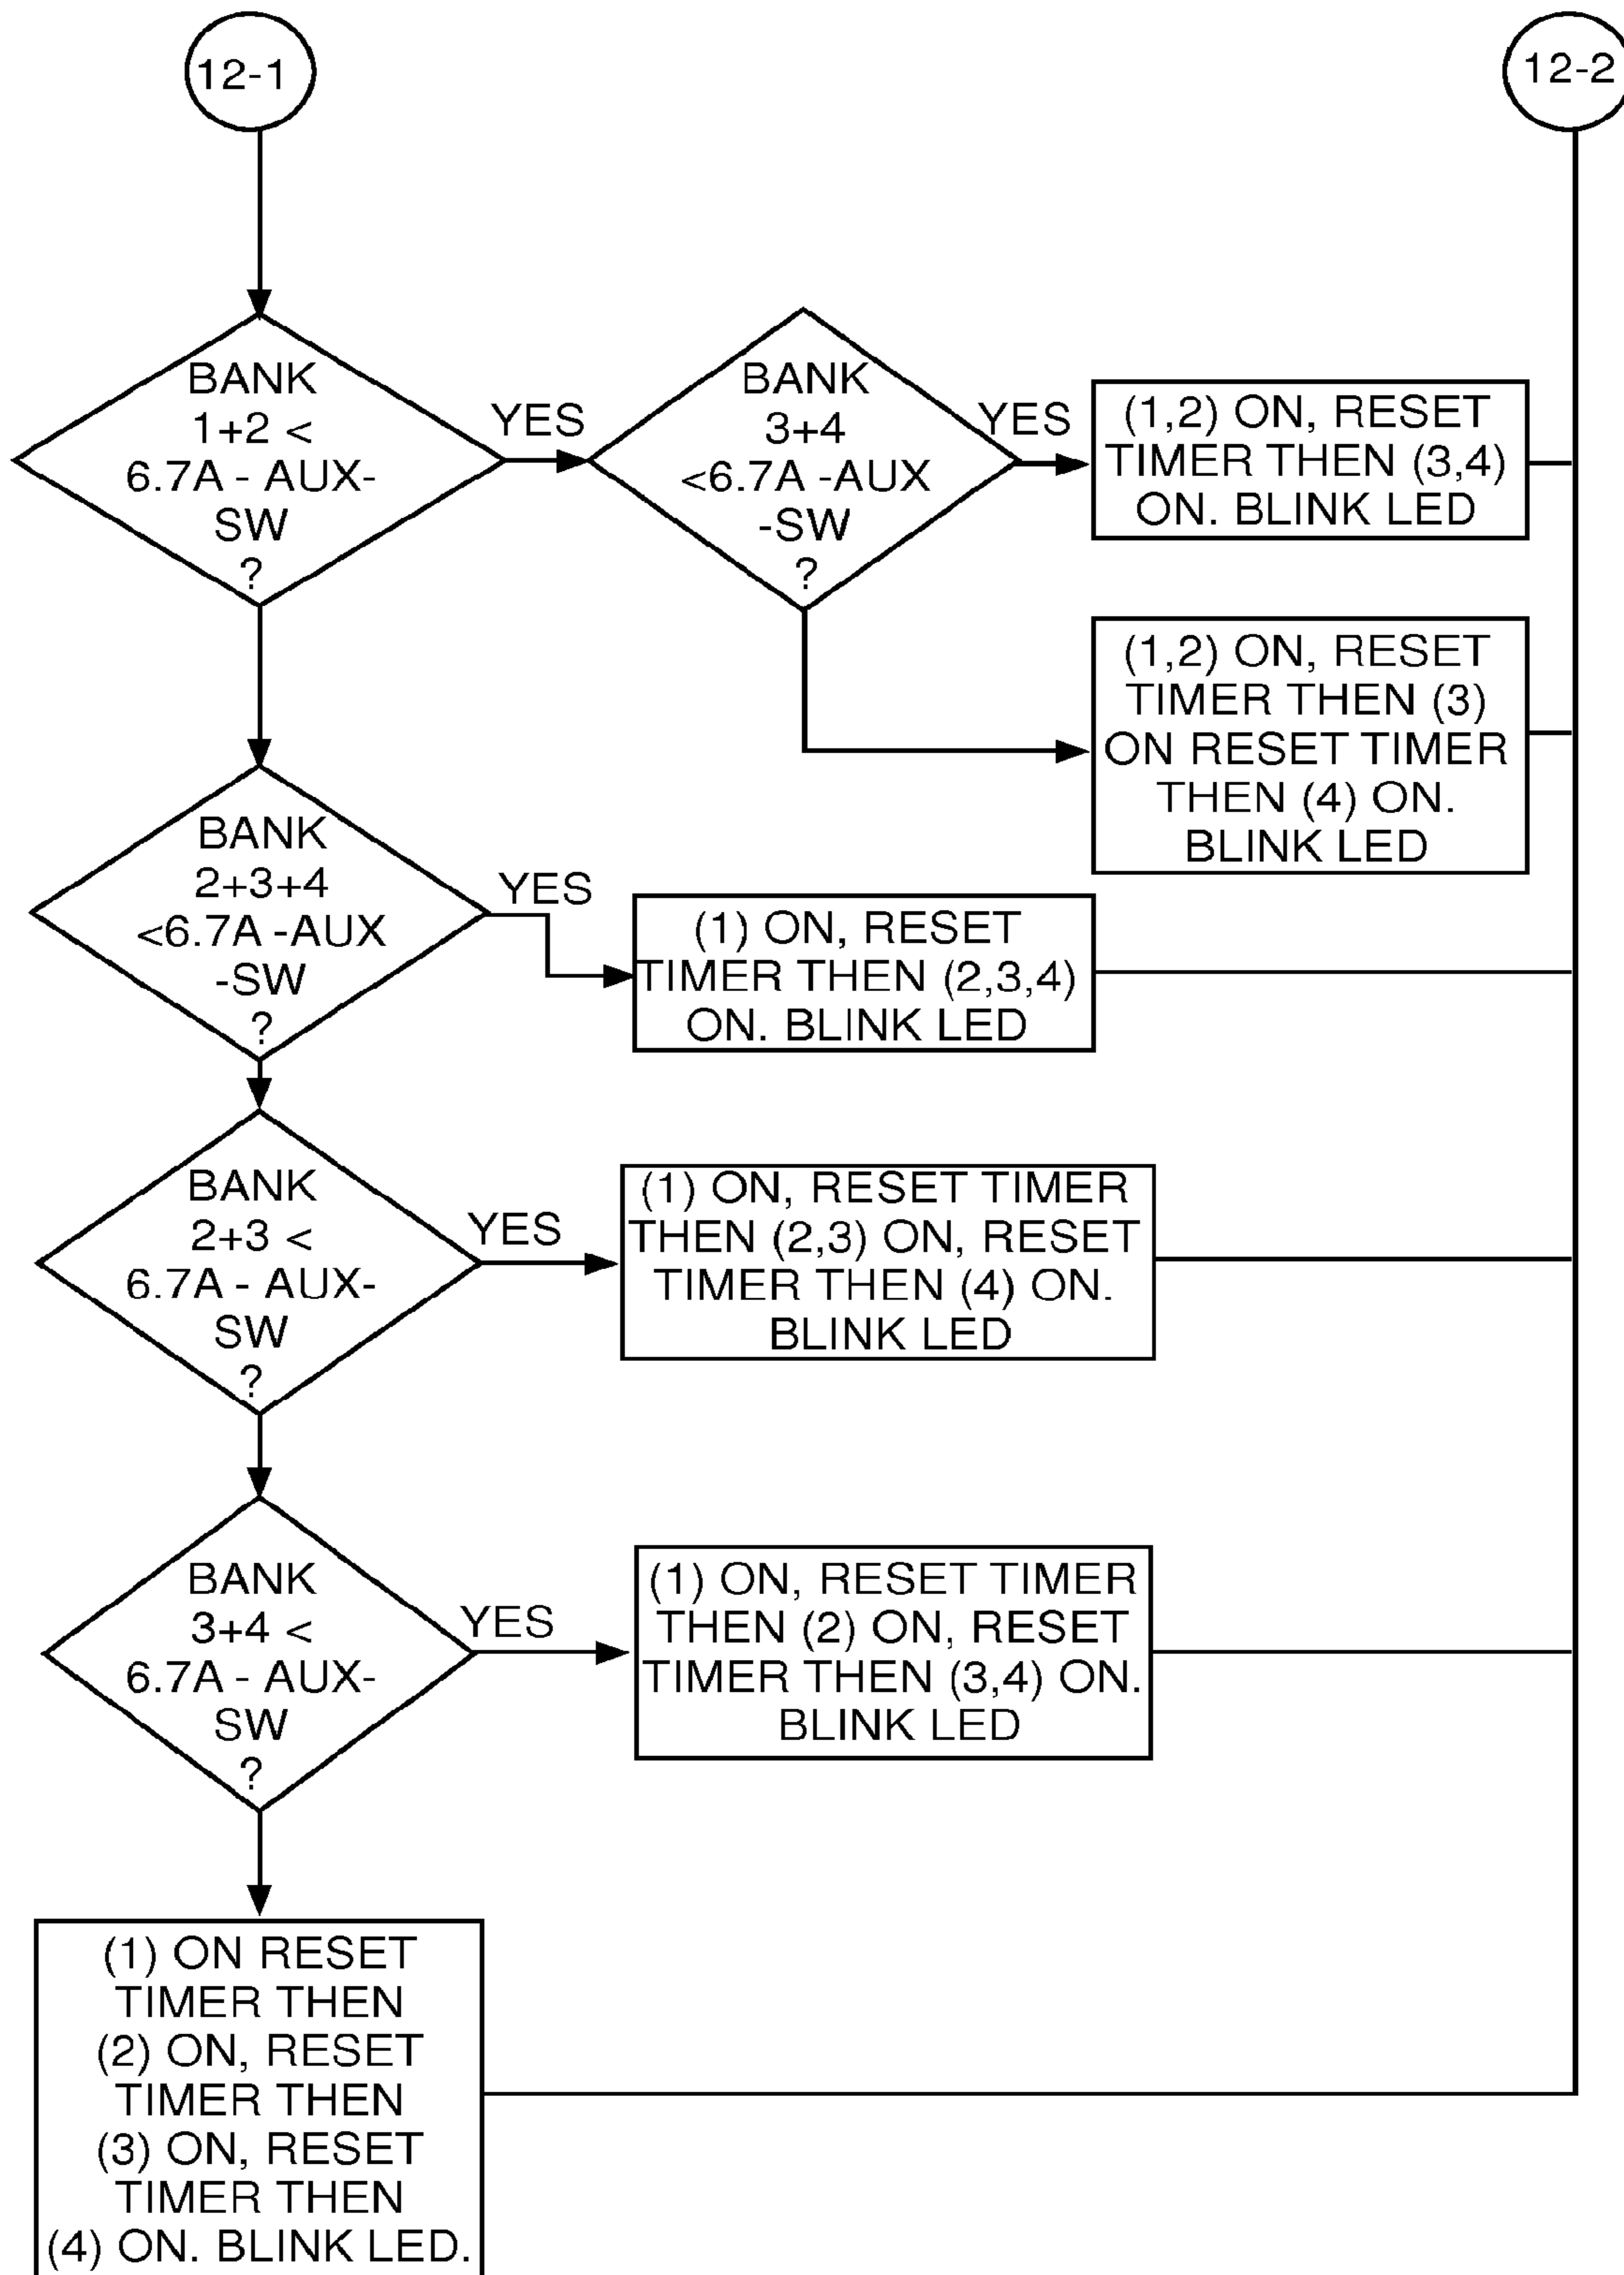 12-1
12-2
BANK
1+2 <
6.7A - AUX-
SW
?
YES
BANK
3+4
<6.7A -AUX
-SW
?
YES
(1,2) ON, RESET
TIMER THEN (3,4)
ON. BLINK LED
(1,2) ON, RESET
TIMER THEN (3)
ON RESET TIMER
THEN (4) ON.
BLINK LED
BANK
2+3+4
<6.7A -AUX
-SW
?
YES
(1) ON, RESET
TIMER THEN (2,3,4)
ON. BLINK LED
BANK
2+3 <
6.7A - AUX-
SW
?
YES
(1) ON, RESET TIMER
THEN (2,3) ON, RESET
TIMER THEN (4) ON.
BLINK LED
BANK
3+4 <
6.7A - AUX-
SW
?
YES
(1) ON, RESET TIMER
THEN (2) ON, RESET
TIMER THEN (3,4) ON.
BLINK LED
(1) ON RESET
TIMER THEN
(2) ON, RESET
TIMER THEN
(3) ON, RESET
TIMER THEN
(4) ON. BLINK LED.